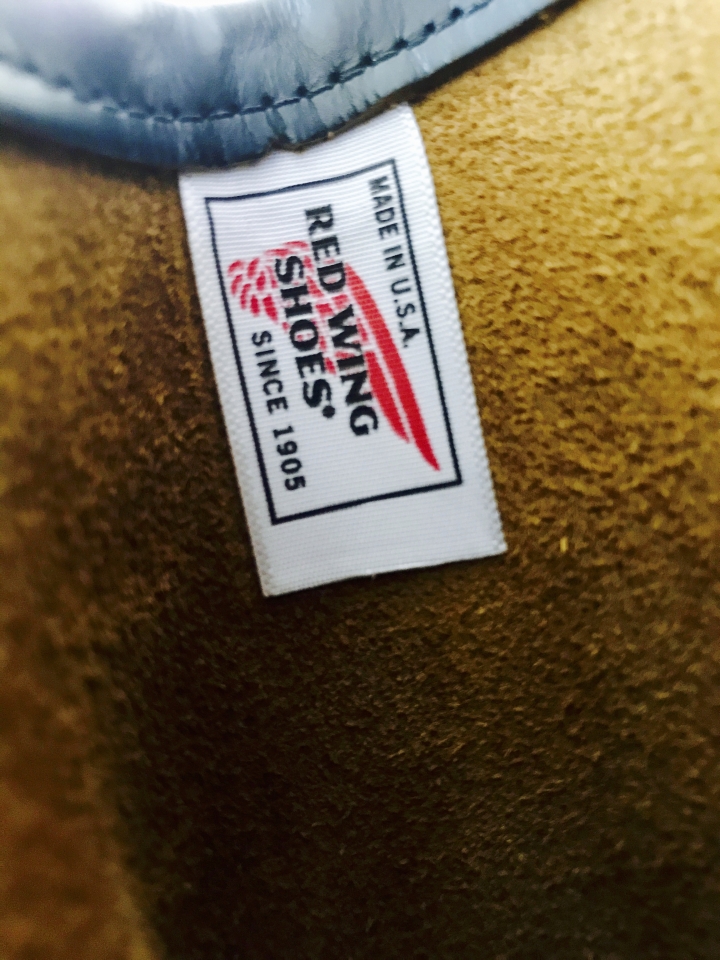 MADE IN U.S.A.
RED WING
SHOES®
SINCE 1905